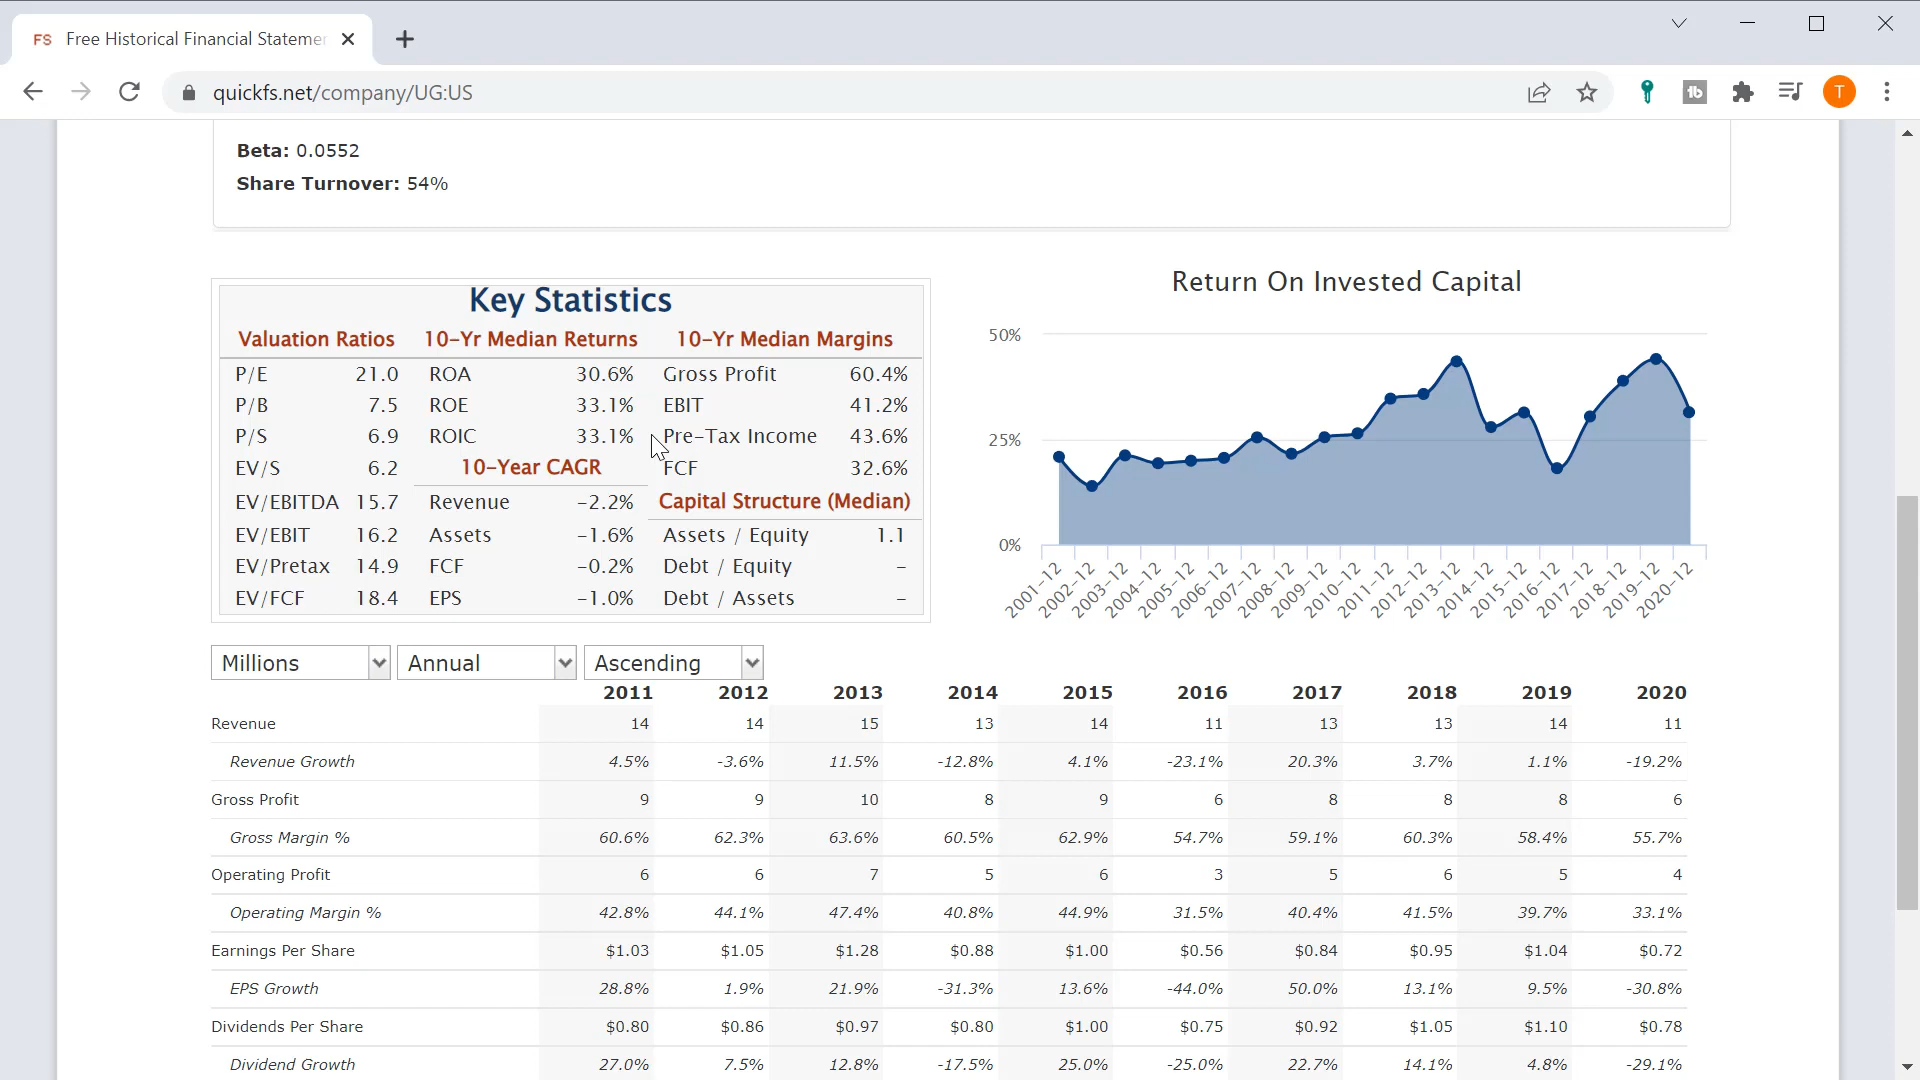 FS Free Historical Financial Statemer
quickfs.net/company/UG:US
T
Beta: 0.0552
Share Turnover: 54%
Key Statistics
Valuation Ratios 10-Yr Median Returns 10-Yr Median Margins
P/E 21.0 ROA 30.6% Gross Profit 60.4%
P/B 7.5 ROE 33.1% EBIT 41.2%
P/S 6.9 ROIC 33.1% Pre-Tax Income 43.6%
EV/S 6.2 10-Year CAGR FCF 32.6%
EV/EBITDA 15.7 Revenue -2.2% Capital Structure (Median)
EV/EBIT 16.2 Assets -1.6% Assets / Equity 1.1
EV/Pretax 14.9 FCF -0.2% Debt / Equity -
EV/FCF 18.4 EPS -1.0% Debt / Assets -
Return On Invested Capital
50%
25%
0%
2001-12 2002-12 2003-12 2004-12 2005-12 2006-12 2007-12 2008-12 2009-12 2010-12 2011-12 2012-12 2013-12 2014-12 2015-12 2016-12 2017-12 2018-12 2019-12 2020-12
Millions Annual Ascending
2011 2012 2013 2014 2015 2016 2017 2018 2019 2020
Revenue 14 14 15 13 14 11 13 13 14 11
Revenue Growth 4.5% -3.6% 11.5% -12.8% 4.1% -23.1% 20.3% 3.7% 1.1% -19.2%
Gross Profit 9 9 10 8 9 6 8 8 8 6
Gross Margin % 60.6% 62.3% 63.6% 60.5% 62.9% 54.7% 59.1% 60.3% 58.4% 55.7%
Operating Profit 6 6 7 5 6 3 5 6 5 4
Operating Margin % 42.8% 44.1% 47.4% 40.8% 44.9% 31.5% 40.4% 41.5% 39.7% 33.1%
Earnings Per Share $1.03 $1.05 $1.28 $0.88 $1.00 $0.56 $0.84 $0.95 $1.04 $0.72
EPS Growth 28.8% 1.9% 21.9% -31.3% 13.6% -44.0% 50.0% 13.1% 9.5% -30.8%
Dividends Per Share $0.80 $0.86 $0.97 $0.80 $1.00 $0.75 $0.92 $1.05 $1.10 $0.78
Dividend Growth 27.0% 7.5% 12.8% -17.5% 25.0% -25.0% 22.7% 14.1% 4.8% -29.1%